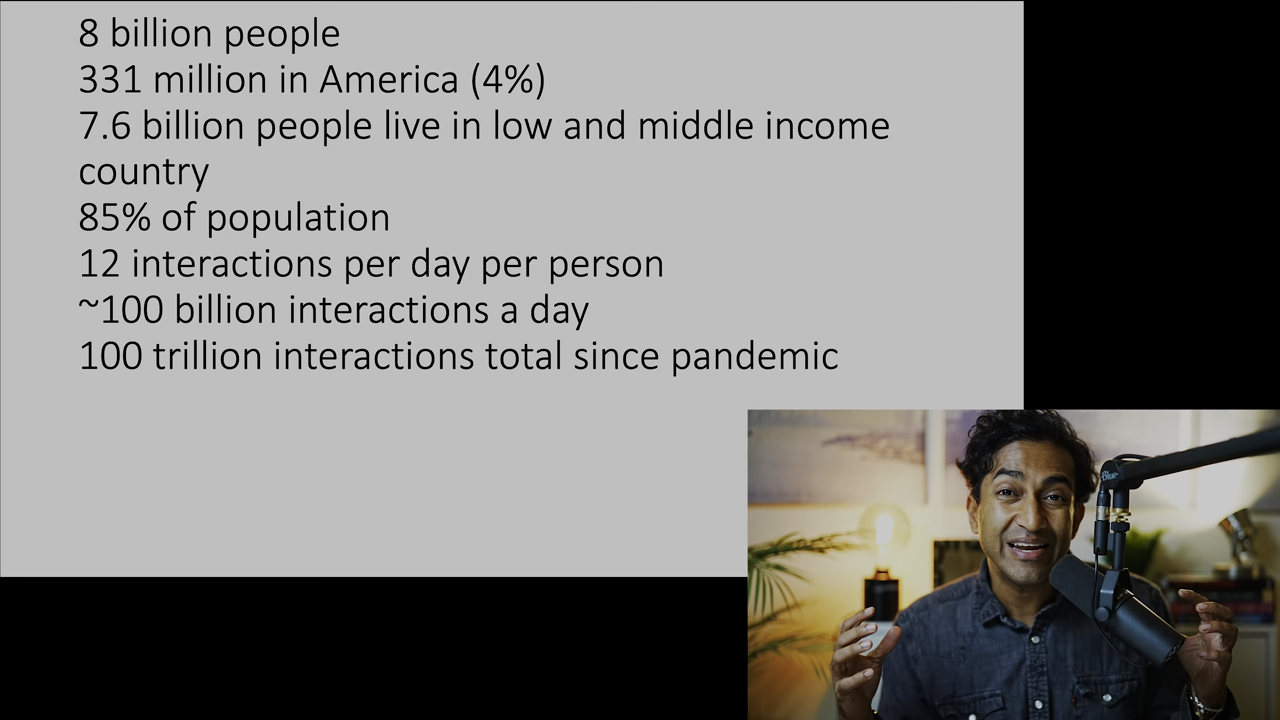 8 billion people
331 million in America (4%)
7.6 billion people live in low and middle income
country
85% of population
12 interactions per day per person
~100 billion interactions a day
100 trillion interactions total since pandemic
Blue